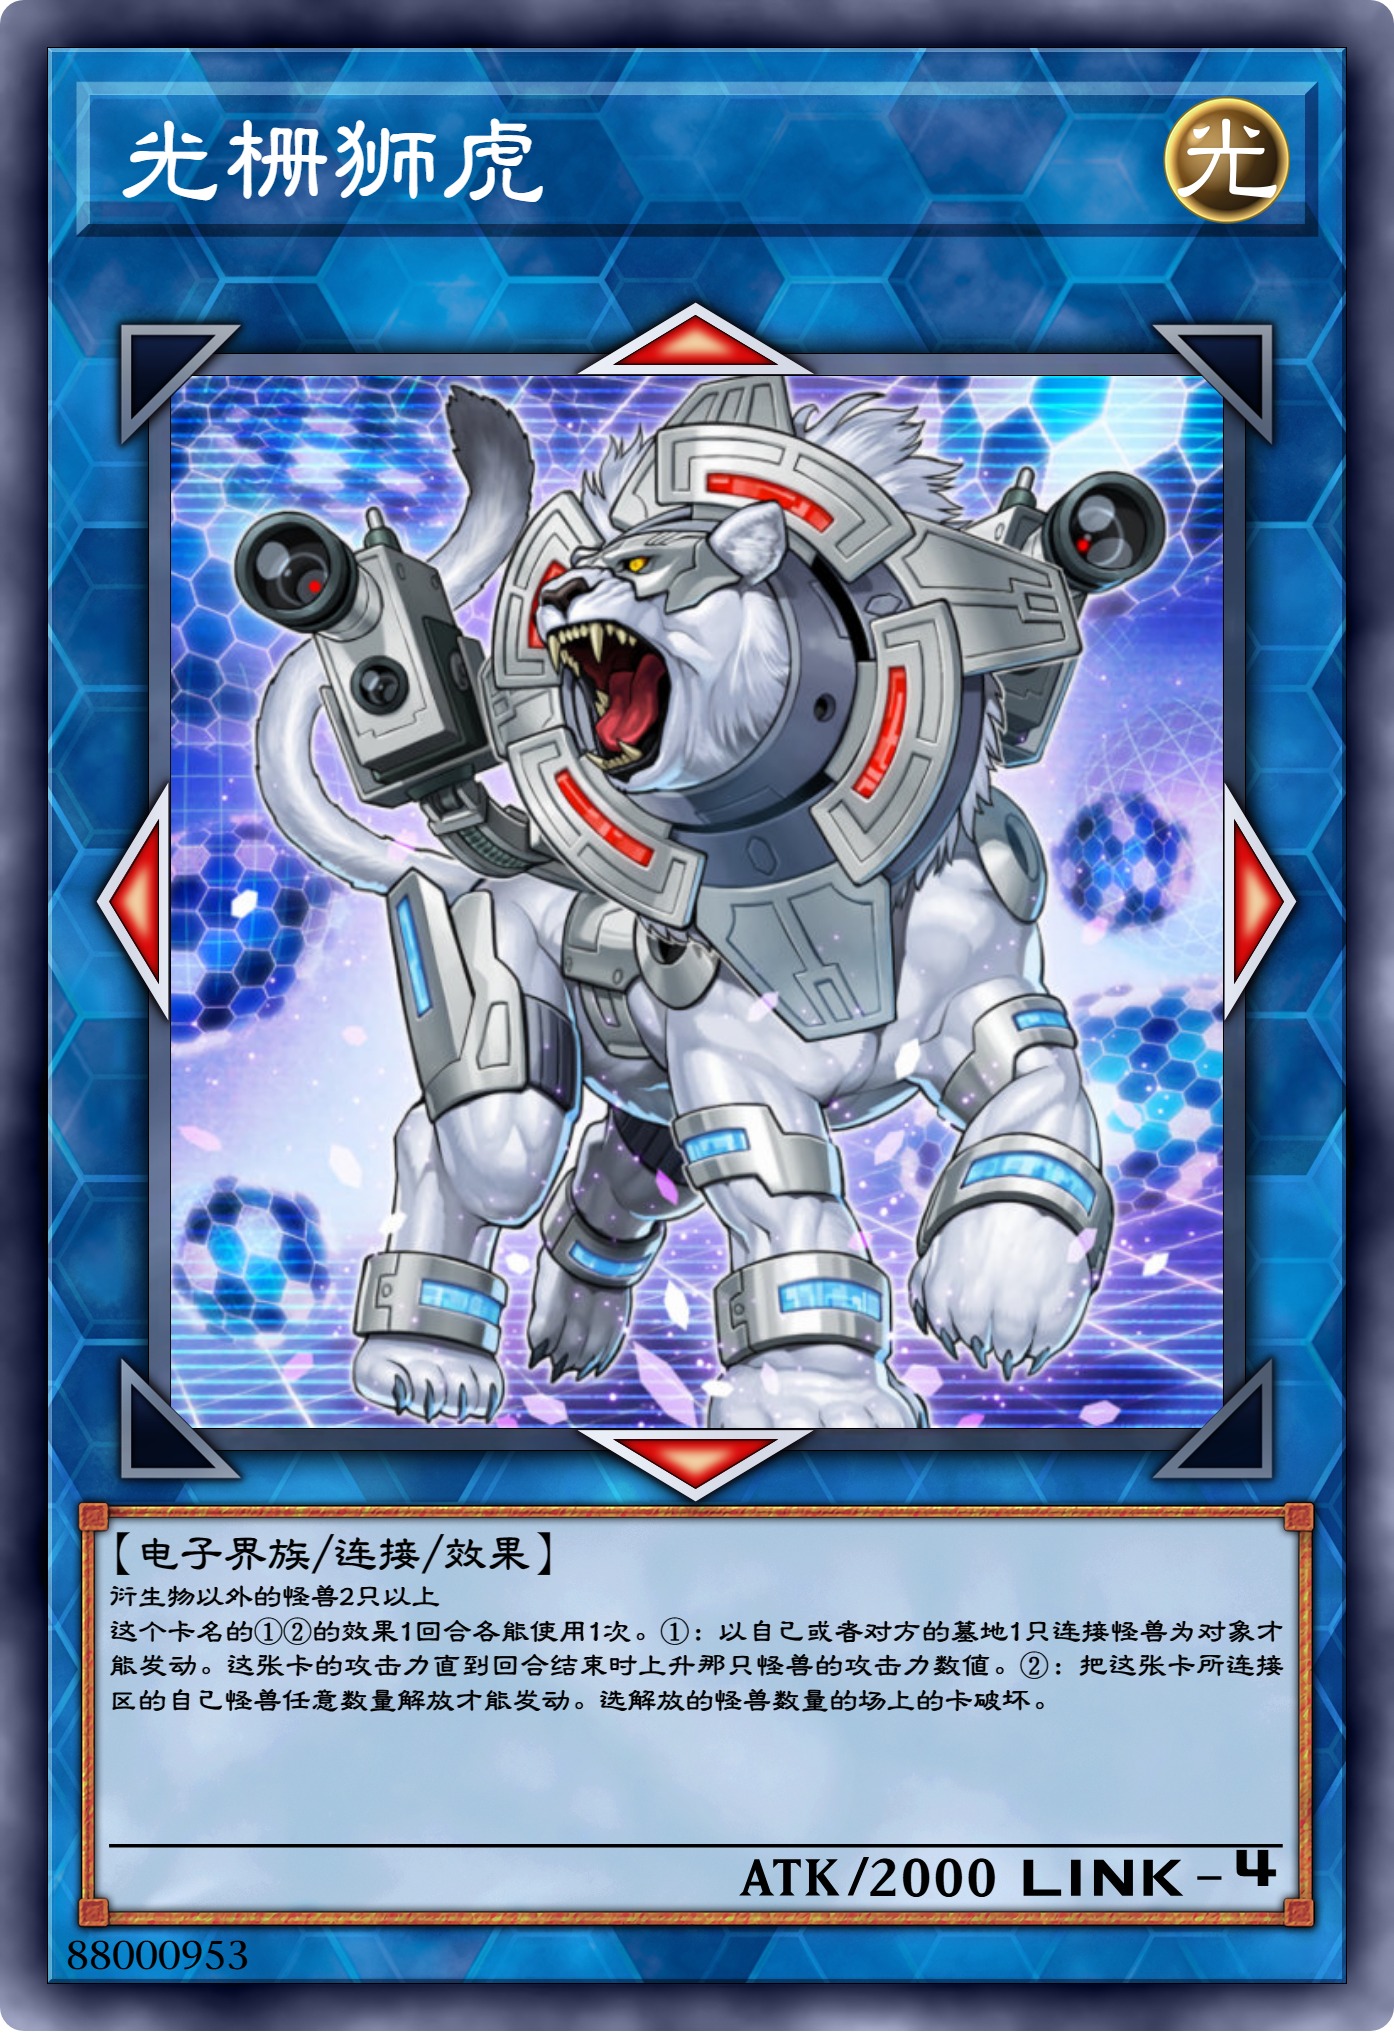 光栅狮虎
光
【电子界族/连接/效果】
衍生物以外的怪兽2只以上
这个卡名的①②的效果1回合各能使用1次。①：以自己或者对方的墓地1只连接怪兽为对象才
能发动。这张卡的攻击力直到回合结束时上升那只怪兽的攻击力数值。②：把这张卡所连接
区的自己怪兽任意数量解放才能发动。选解放的怪兽数量的场上的卡破坏。
ATK/2000 LINK-4
88000953